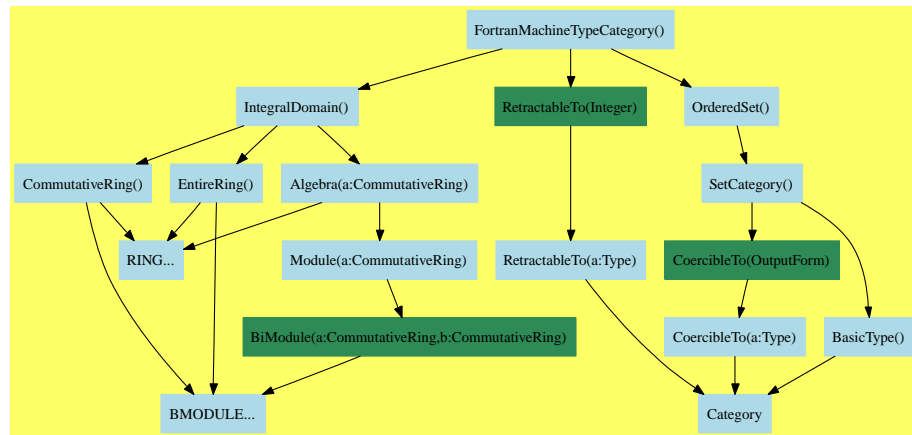 FortranMachineTypeCategory()
IntegralDomain()
RetractableTo(Integer)
OrderedSet()
CommutativeRing()
EntireRing()
Algebra(a:CommutativeRing)
SetCategory()
RING...
Module(a:CommutativeRing)
RetractableTo(a:Type)
CoercibleTo(OutputForm)
BiModule(a:CommutativeRing,b:CommutativeRing)
CoercibleTo(a:Type)
BasicType()
BMODULE...
Category